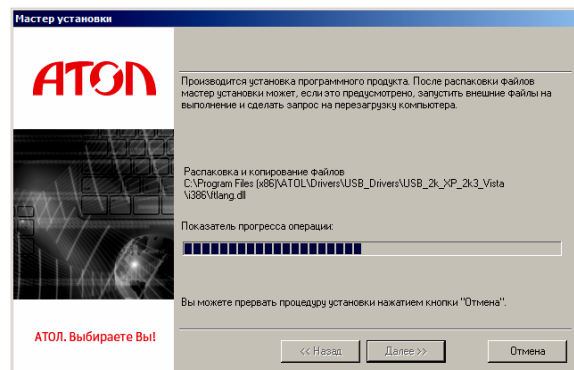 Мастер установки
АТОЛ
Производится установка программного продукта. После распаковки файлов
мастер установки может, если это предусмотрено, запустить внешние файлы на
выполнение и сделать запрос на перезагрузку компьютера.
Распаковка и копирование файлов
C:\Program Files (x86)\ATOL\Drivers\USB_Drivers\USB_2k_XP_2k3_Vista
\i386\ftlang.dll
Показатель прогресса операции:
Вы можете прервать процедуру установки нажатием кнопки "Отмена".
АТОЛ. Выбираете Вы!
<< Назад
Далее >>
Отмена